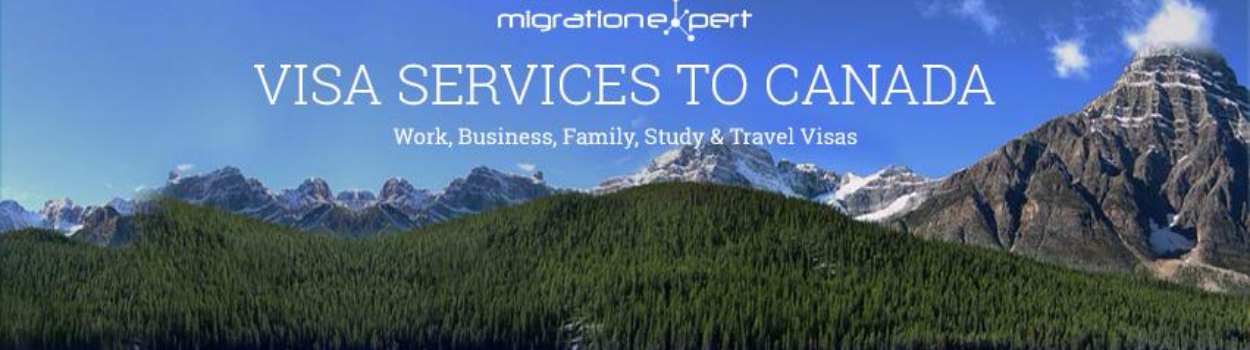 migrationexpert
VISA SERVICES TO CANADA
Work, Business, Family, Study & Travel Visas